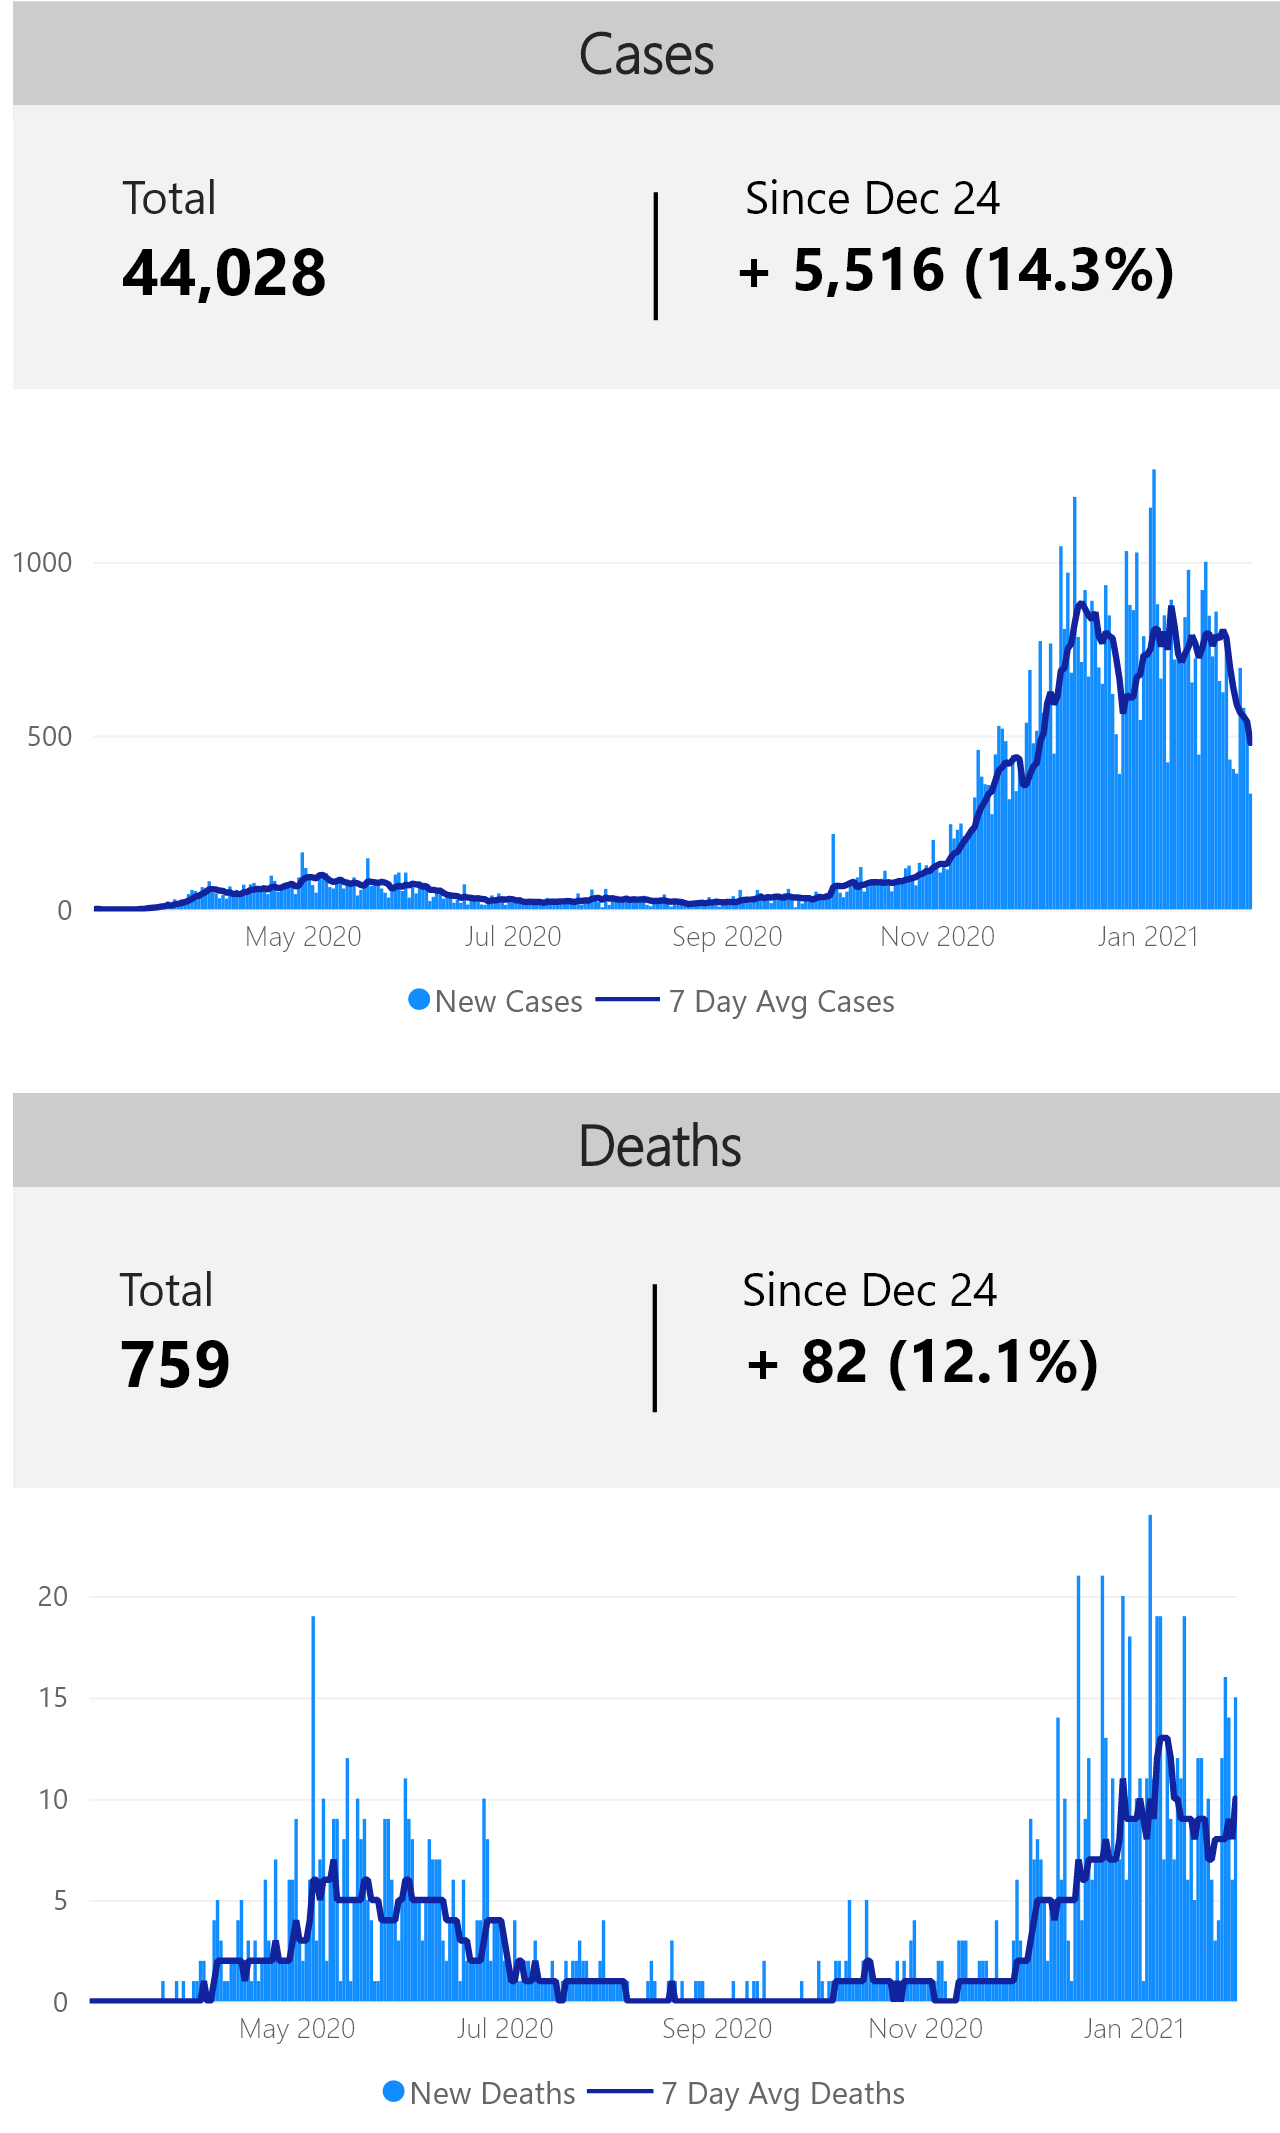 Cases
Total
Since Dec 24
44,028
+ 5,516 (14.3%)
1000
500
0
May 2020
Jul 2020
Sep 2020
Nov 2020
Jan 2021
New Cases
7 Day Avg Cases
Deaths
Total
Since Dec 24
759
+ 82 (12.1%)
20
15
10
5
0
May 2020
Jul 2020
Sep 2020
Nov 2020
Jan 2021
New Deaths
7 Day Avg Deaths